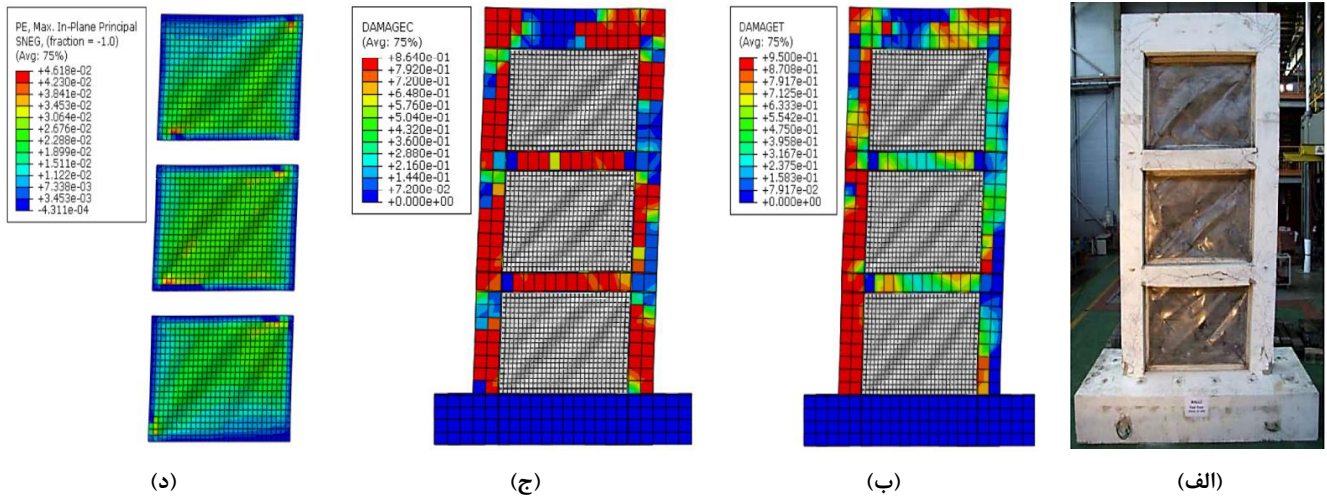 PE, Max. In-Plane Principal
SNEG, (fraction = -1.0)
(Avg: 75%)
+4.618e-02
+4.230e-02
+3.841e-02
+3.453e-02
+3.064e-02
+2.676e-02
+2.288e-02
+1.899e-02
+1.511e-02
+1.122e-02
+7.338e-03
+3.453e-03
-4.311e-04
DAMAGEC
(Avg: 75%)
+8.640e-01
+7.920e-01
+7.200e-01
+6.480e-01
+5.760e-01
+5.040e-01
+4.320e-01
+3.600e-01
+2.880e-01
+2.160e-01
+1.440e-01
+7.200e-02
+0.000e+00
DAMAGET
(Avg: 75%)
+9.500e-01
+8.708e-01
+7.917e-01
+7.125e-01
+6.333e-01
+5.542e-01
+4.750e-01
+3.958e-01
+3.167e-01
+2.375e-01
+1.583e-01
+7.917e-02
+0.000e+00
(الف)
(ب)
(ج)
(د)